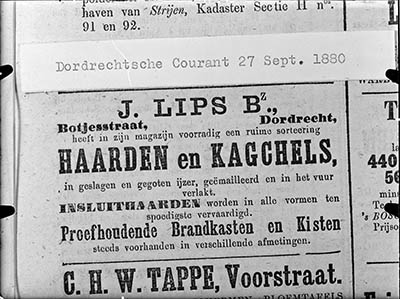 haven van Strijen, Kadaster Sectie H nos.
91 en 92.
Dordrechtsche Courant 27 Sept. 1880
J. LIPS Bz.,
Botjesstraat, Dordrecht,
heeft in zijn magazijn voorradig een ruime sorteering
HAARDEN en KAGCHELS,
in geslagen en gegoten ijzer, geëmailleerd en in het vuur
verlakt.
INSLUITHAARDEN worden in alle vormen ten
spoedigste vervaardigd.
Proefhoudende Brandkasten en Kisten
steeds voorhanden in verschillende afmetingen.
C. H. W. TAPPE, Voorstraat.
440